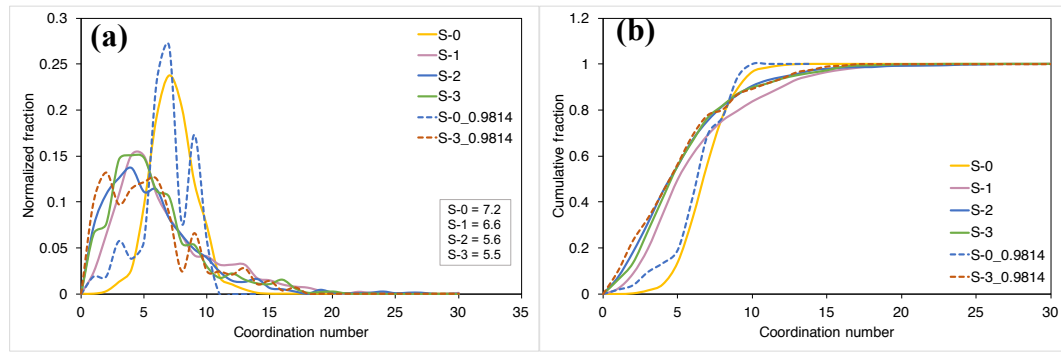 (a)
0.3
0.25
0.2
0.15
0.1
0.05
0
Normalized fraction
S-0
S-1
S-2
S-3
S-0_0.9814
S-3_0.9814
S-0 = 7.2
S-1 = 6.6
S-2 = 5.6
S-3 = 5.5
0 5 10 15 20 25 30 35
Coordination number
(b)
1.2
1
0.8
0.6
0.4
0.2
0
Cumulative fraction
S-0
S-1
S-2
S-3
S-0_0.9814
S-3_0.9814
0 5 10 15 20 25 30
Coordination number